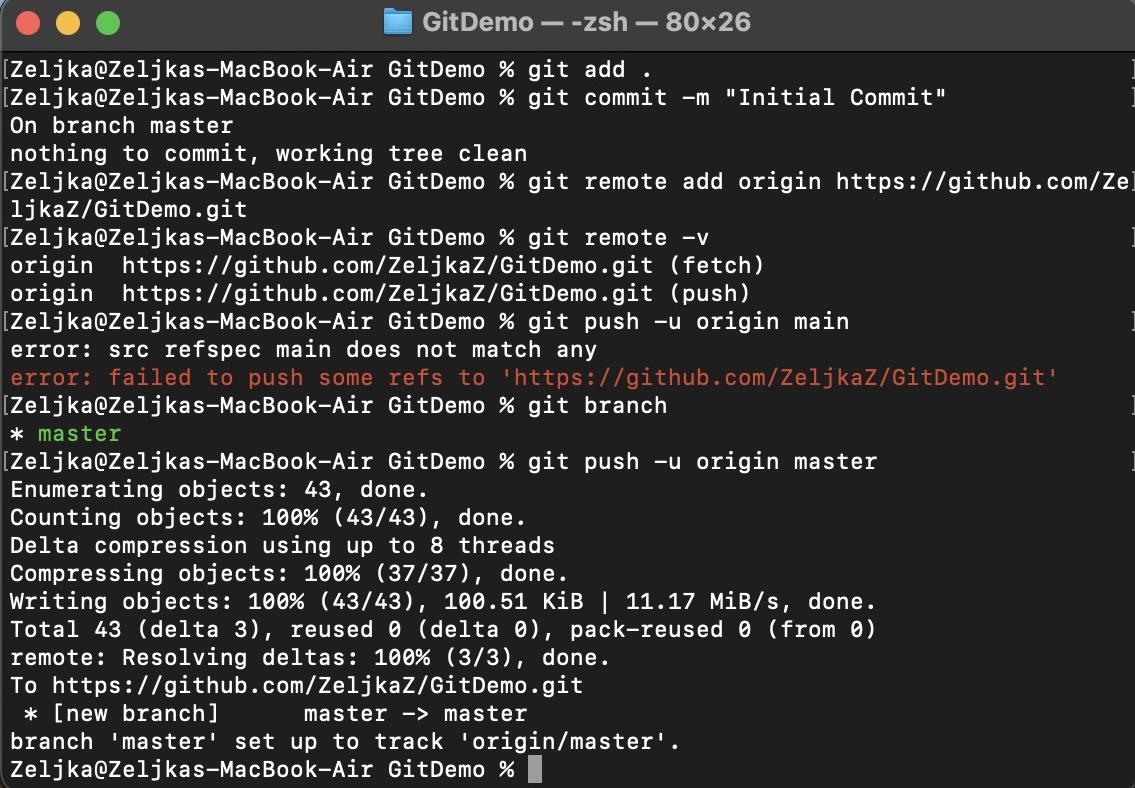 GitDemo — -zsh — 80×26
[Zeljka@Zeljkas-MacBook-Air GitDemo % git add .                                  ]
[Zeljka@Zeljkas-MacBook-Air GitDemo % git commit -m "Initial Commit"             ]
On branch master
nothing to commit, working tree clean
[Zeljka@Zeljkas-MacBook-Air GitDemo % git remote add origin https://github.com/Ze]
ljkaZ/GitDemo.git
[Zeljka@Zeljkas-MacBook-Air GitDemo % git remote -v                              ]
origin  https://github.com/ZeljkaZ/GitDemo.git (fetch)
origin  https://github.com/ZeljkaZ/GitDemo.git (push)
[Zeljka@Zeljkas-MacBook-Air GitDemo % git push -u origin main                    ]
error: src refspec main does not match any
error: failed to push some refs to 'https://github.com/ZeljkaZ/GitDemo.git'
[Zeljka@Zeljkas-MacBook-Air GitDemo % git branch                                 ]
* master
[Zeljka@Zeljkas-MacBook-Air GitDemo % git push -u origin master                  ]
Enumerating objects: 43, done.
Counting objects: 100% (43/43), done.
Delta compression using up to 8 threads
Compressing objects: 100% (37/37), done.
Writing objects: 100% (43/43), 100.51 KiB | 11.17 MiB/s, done.
Total 43 (delta 3), reused 0 (delta 0), pack-reused 0 (from 0)
remote: Resolving deltas: 100% (3/3), done.
To https://github.com/ZeljkaZ/GitDemo.git
 * [new branch]      master -> master
branch 'master' set up to track 'origin/master'.
Zeljka@Zeljkas-MacBook-Air GitDemo %